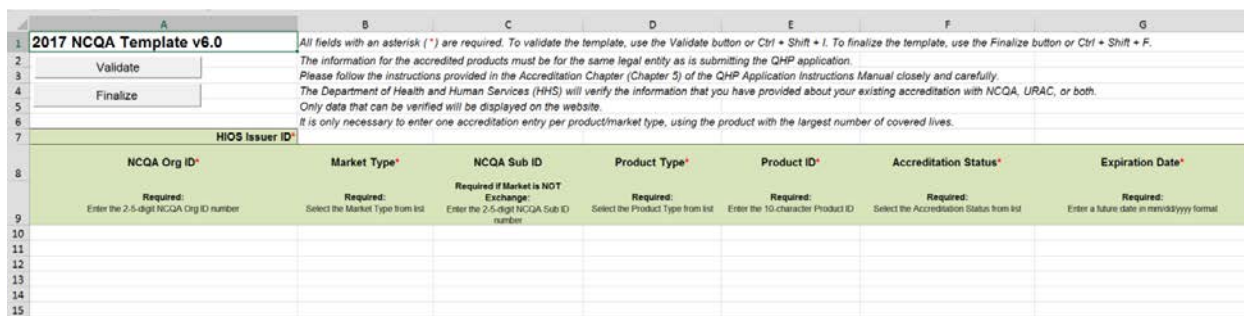 A B C D E F G
1 2017 NCQA Template v6.0 All fields with an asterisk (*) are required. To validate the template, use the Validate button or Ctrl + Shift + I. To finalize the template, use the Finalize button or Ctrl + Shift + F.
2 Validate The information for the accredited products must be for the same legal entity as is submitting the QHP application.
3 Please follow the instructions provided in the Accreditation Chapter (Chapter 5) of the QHP Application Instructions Manual closely and carefully.
4 Finalize The Department of Health and Human Services (HHS) will verify the information that you have provided about your existing accreditation with NCQA, URAC, or both.
5 Only data that can be verified will be displayed on the website.
6 It is only necessary to enter one accreditation entry per product/market type, using the product with the largest number of covered lives.
7 HIOS Issuer ID*
8 NCQA Org ID* Market Type* NCQA Sub ID Product Type* Product ID* Accreditation Status* Expiration Date*
Required: Required: Required if Market is NOT Exchange: Required: Required: Required: Required:
9 Enter the 2-5-digit NCQA Org ID number Select the Market Type from list Enter the 2-5-digit NCQA Sub ID number Select the Product Type from list Enter the 10-character Product ID Select the Accreditation Status from list Enter a future date in mm/dd/yyyy format
10
11
12
13
14
15